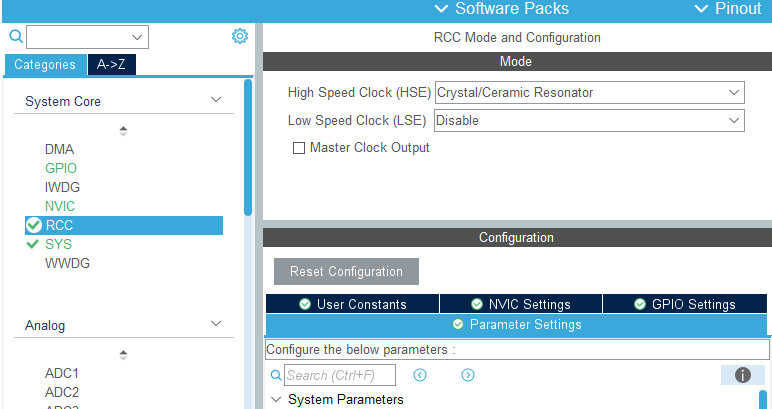 Software Packs
Pinout
RCC Mode and Configuration
Categories
A->Z
Mode
High Speed Clock (HSE)
Crystal/Ceramic Resonator
System Core
Low Speed Clock (LSE)
Disable
Master Clock Output
DMA
GPIO
IWDG
NVIC
RCC
SYS
WWDG
Configuration
Reset Configuration
User Constants
NVIC Settings
GPIO Settings
Analog
Parameter Settings
Configure the below parameters :
ADC1
Search (Ctrl+F)
ADC2
System Parameters